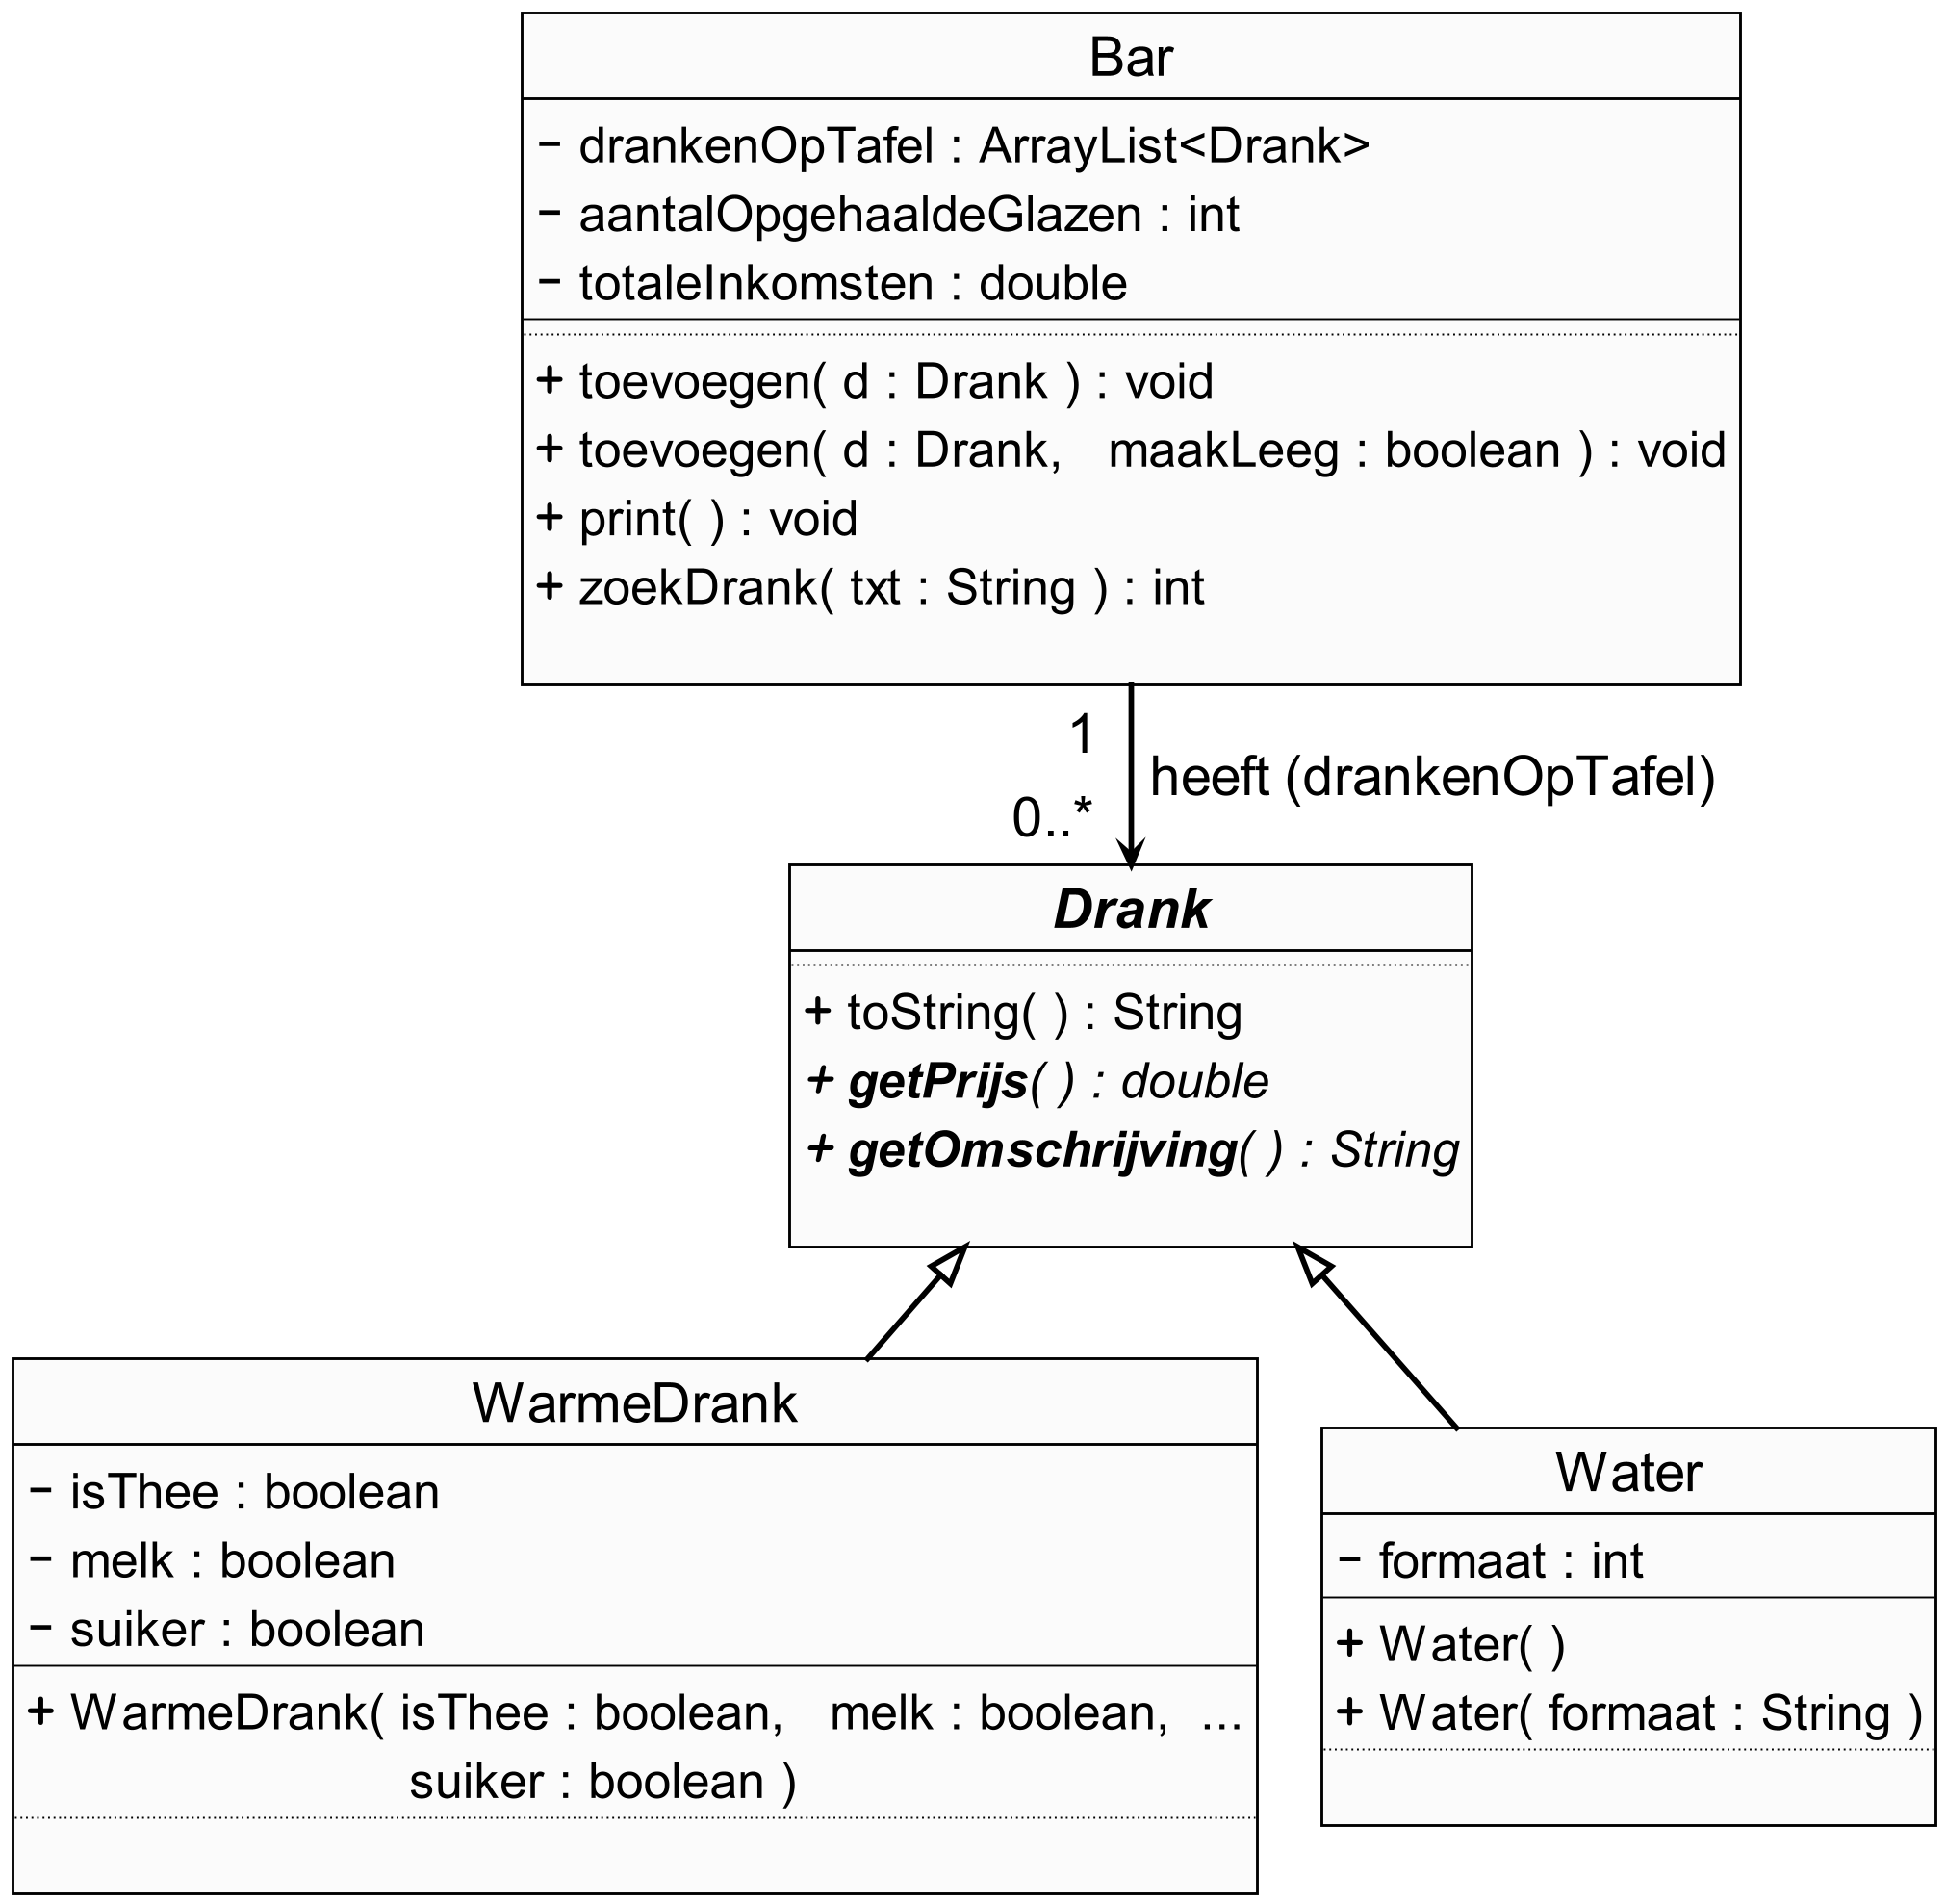 Bar
- drankenOpTafel : ArrayList<Drank>
- aantalOpgehaaldeGlazen : int
- totaleInkomsten : double
+ toevoegen( d : Drank ) : void
+ toevoegen( d : Drank, maakLeeg : boolean ) : void
+ print( ) : void
+ zoekDrank( txt : String ) : int
1
heeft (drankenOpTafel)
0..*
Drank
+ toString( ) : String
+ getPrijs( ) : double
+ getOmschrijving( ) : String
WarmeDrank
- isThee : boolean
- melk : boolean
- suiker : boolean
+ WarmeDrank( isThee : boolean, melk : boolean, ...
suiker : boolean )
Water
- formaat : int
+ Water( )
+ Water( formaat : String )